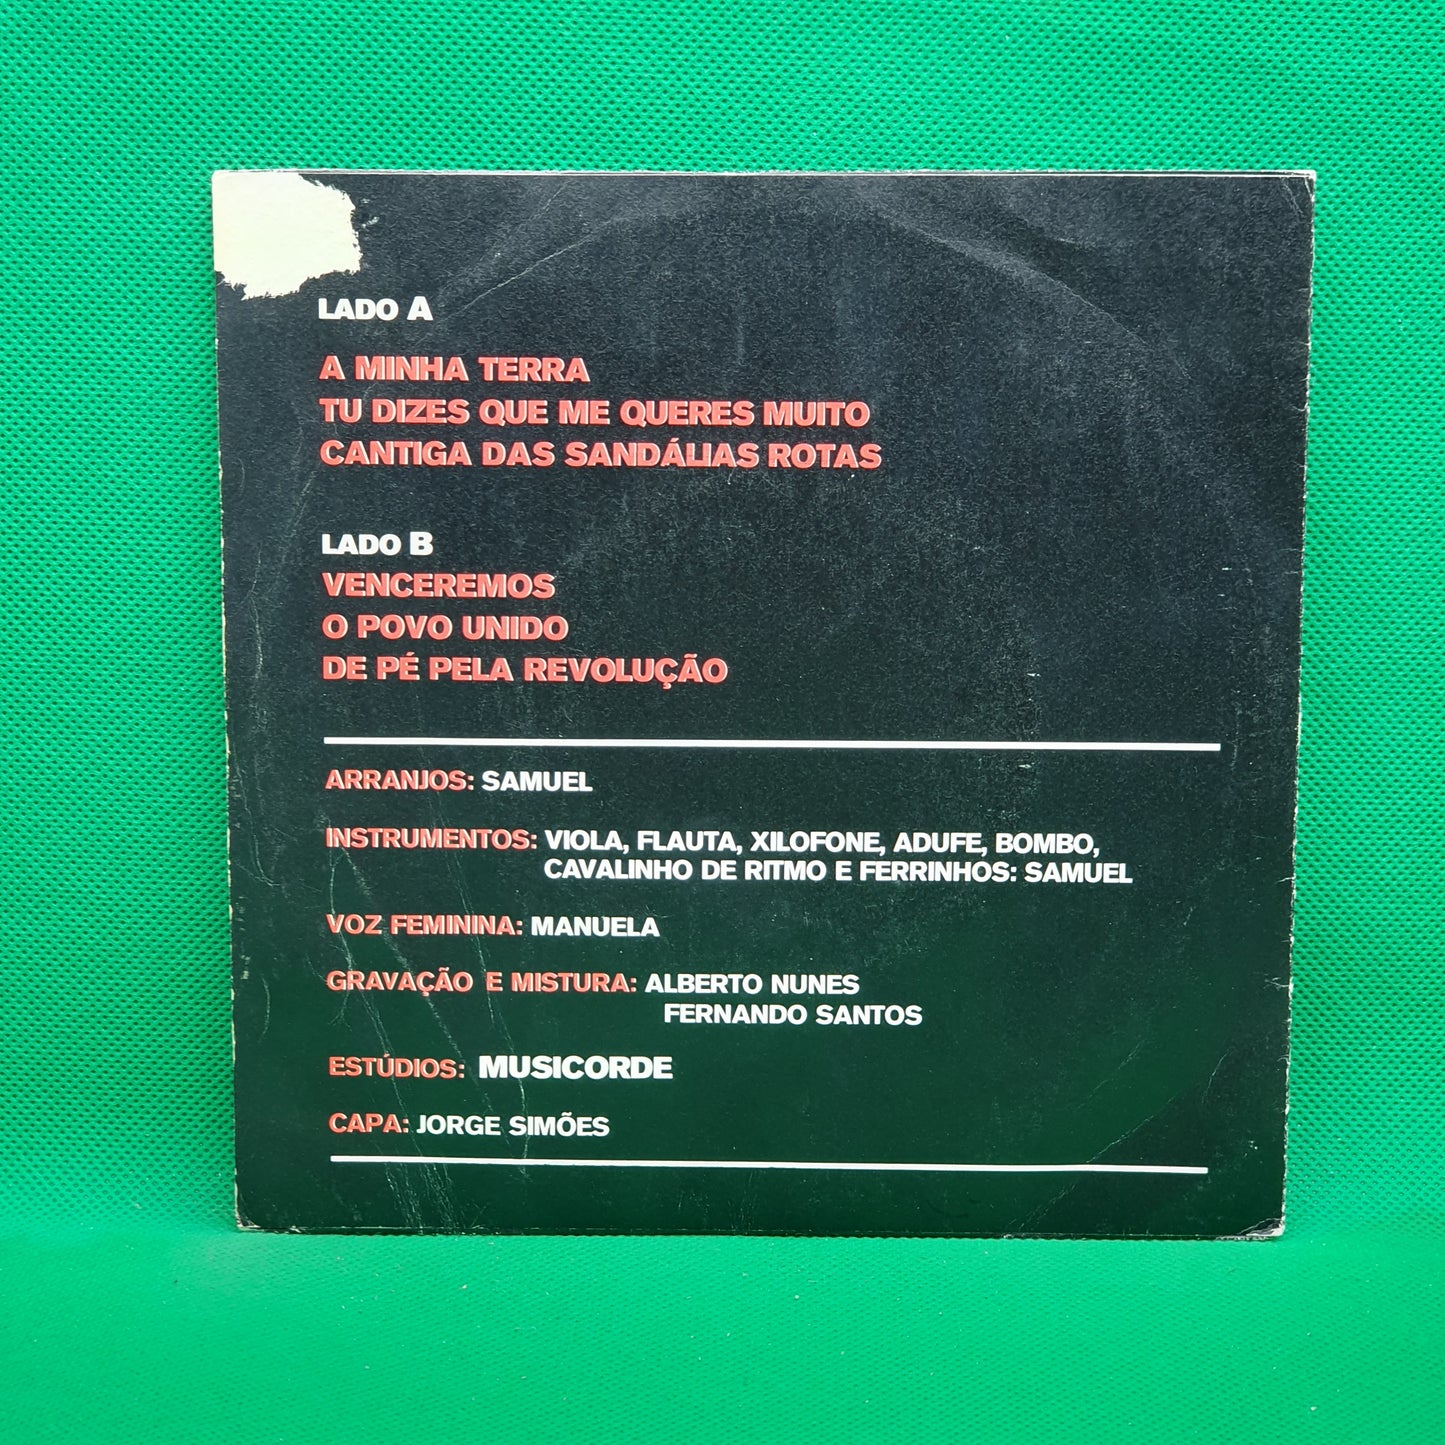 LADO A
A MINHA TERRA
TU DIZES QUE ME QUERES MUITO
CANTIGA DAS SANDÁLIAS ROTAS
LADO B
VENCEREMOS
O POVO UNIDO
DE PÉ PELA REVOLUÇÃO
ARRANJOS: SAMUEL
INSTRUMENTOS: VIOLA, FLAUTA, XILOFONE, ADUFE, BOMBO,
CAVALINHO DE RITMO E FERRINHOS: SAMUEL
VOZ FEMININA: MANUELA
GRAVAÇÃO E MISTURA: ALBERTO NUNES
FERNANDO SANTOS
ESTÚDIOS: MUSICORDE
CAPA: JORGE SIMÕES